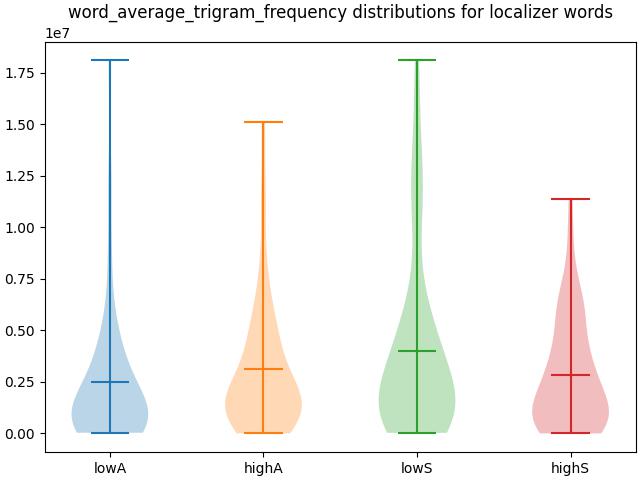 word_average_trigram_frequency distributions for localizer words
1e7
1.75
1.50
1.25
1.00
0.75
0.50
0.25
0.00
lowA highA lowS highS